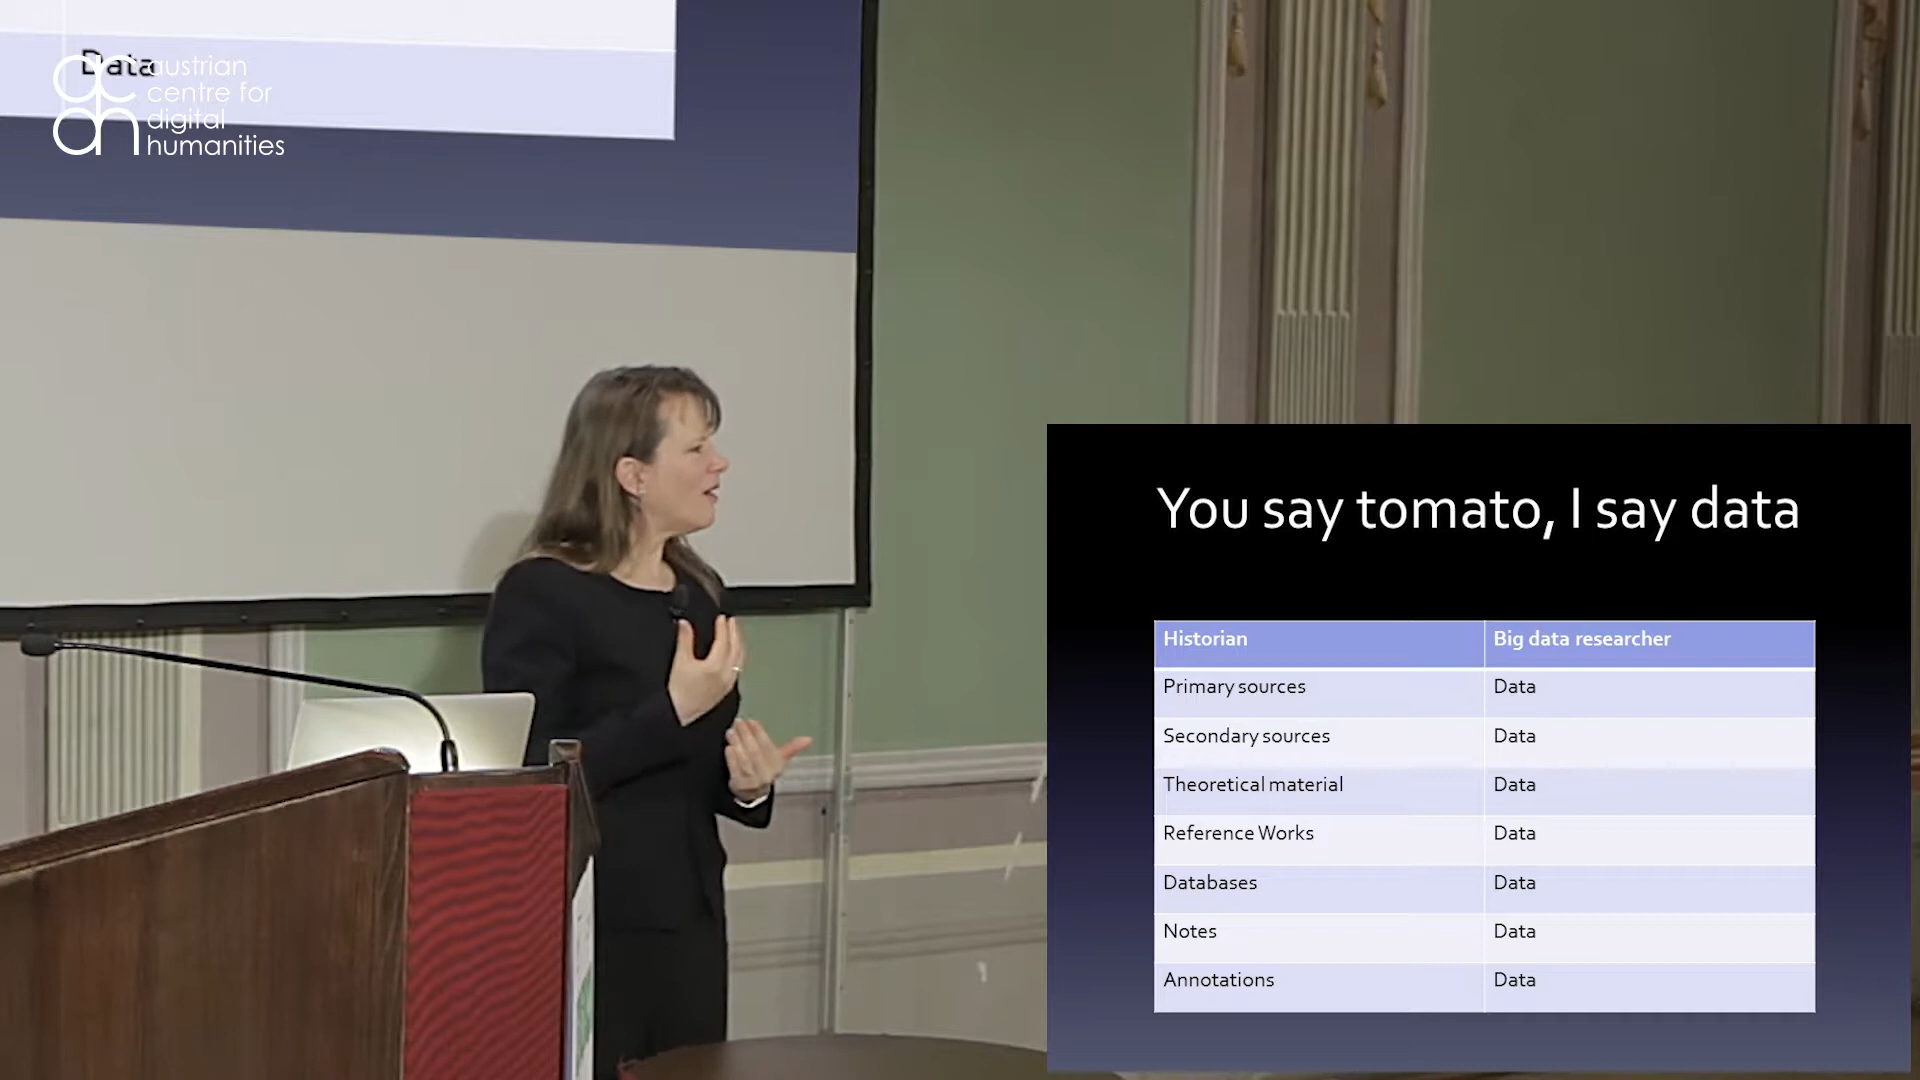 Data
austrian
centre for
digital
humanities
You say tomato, I say data
Historian Big data researcher
Primary sources Data
Secondary sources Data
Theoretical material Data
Reference Works Data
Databases Data
Notes Data
Annotations Data